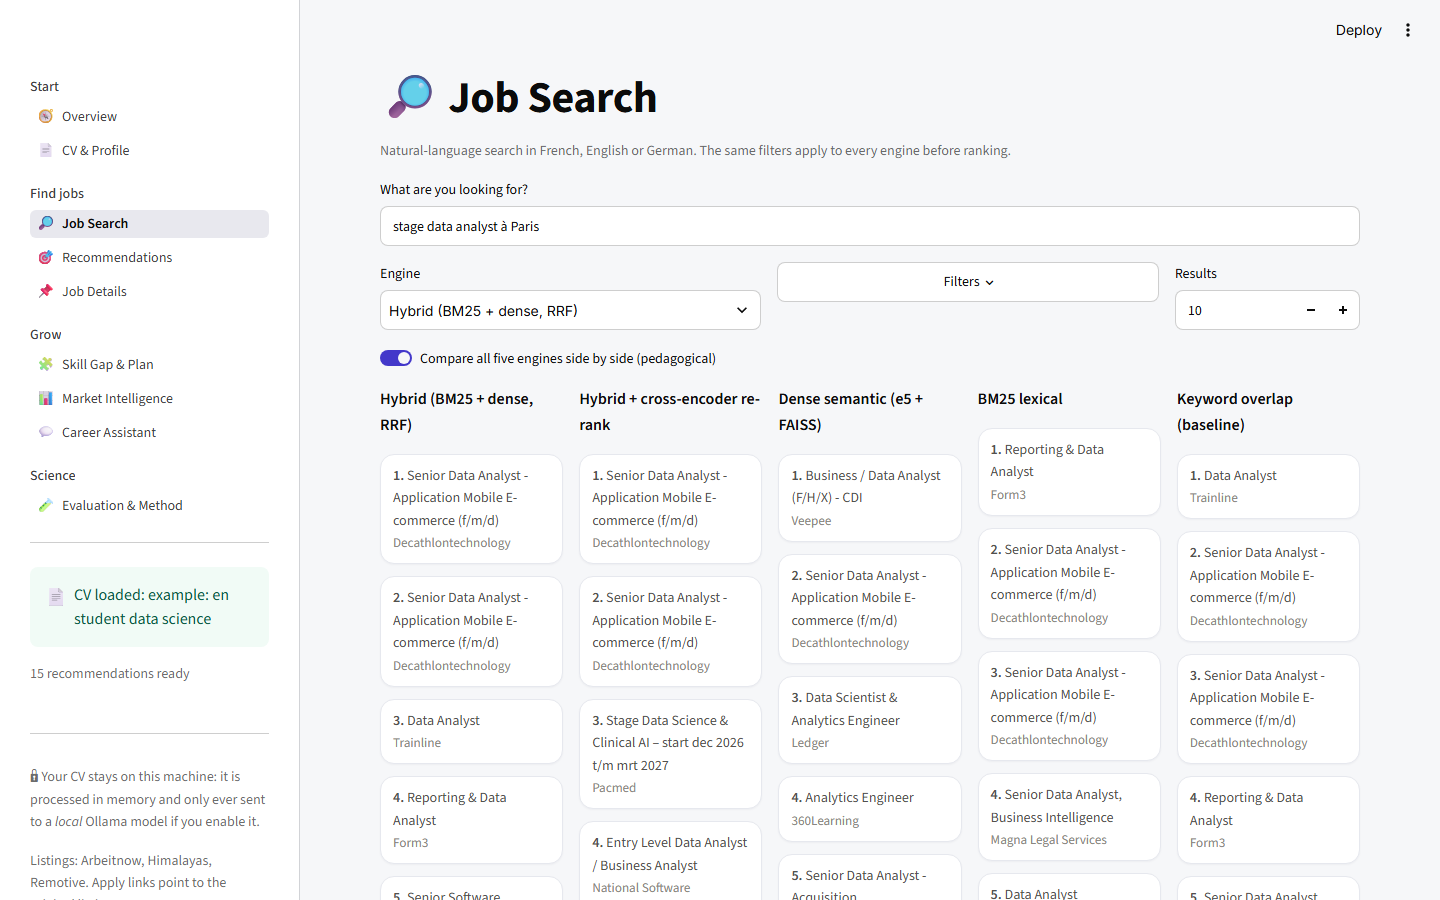 Deploy
Start
Overview
CV & Profile
Find jobs
Job Search
Recommendations
Job Details
Grow
Skill Gap & Plan
Market Intelligence
Career Assistant
Science
Evaluation & Method
CV loaded: example: en
student data science
15 recommendations ready
Your CV stays on this machine: it is
processed in memory and only ever sent
to a local Ollama model if you enable it.
Listings: Arbeitnow, Himalayas,
Remotive. Apply links point to the
Job Search
Natural-language search in French, English or German. The same filters apply to every engine before ranking.
What are you looking for?
stage data analyst à Paris
Engine
Hybrid (BM25 + dense, RRF)
Filters
Results
10
Compare all five engines side by side (pedagogical)
Hybrid (BM25 + dense,
RRF)
1. Senior Data Analyst -
Application Mobile E-
commerce (f/m/d)
Decathlontechnology
2. Senior Data Analyst -
Application Mobile E-
commerce (f/m/d)
Decathlontechnology
3. Data Analyst
Trainline
4. Reporting & Data
Analyst
Form3
5. Senior Software
Hybrid + cross-encoder re-
rank
1. Senior Data Analyst -
Application Mobile E-
commerce (f/m/d)
Decathlontechnology
2. Senior Data Analyst -
Application Mobile E-
commerce (f/m/d)
Decathlontechnology
3. Stage Data Science &
Clinical AI – start dec 2026
t/m mrt 2027
Pacmed
4. Entry Level Data Analyst
/ Business Analyst
National Software
Dense semantic (e5 +
FAISS)
1. Business / Data Analyst
(F/H/X) - CDI
Veepee
2. Senior Data Analyst -
Application Mobile E-
commerce (f/m/d)
Decathlontechnology
3. Data Scientist &
Analytics Engineer
Ledger
4. Analytics Engineer
360Learning
5. Senior Data Analyst -
Acquisition
BM25 lexical
1. Reporting & Data
Analyst
Form3
2. Senior Data Analyst -
Application Mobile E-
commerce (f/m/d)
Decathlontechnology
3. Senior Data Analyst -
Application Mobile E-
commerce (f/m/d)
Decathlontechnology
4. Senior Data Analyst,
Business Intelligence
Magna Legal Services
5. Data Analyst
Keyword overlap
(baseline)
1. Data Analyst
Trainline
2. Senior Data Analyst -
Application Mobile E-
commerce (f/m/d)
Decathlontechnology
3. Senior Data Analyst -
Application Mobile E-
commerce (f/m/d)
Decathlontechnology
4. Reporting & Data
Analyst
Form3
5. Senior Data Analyst -